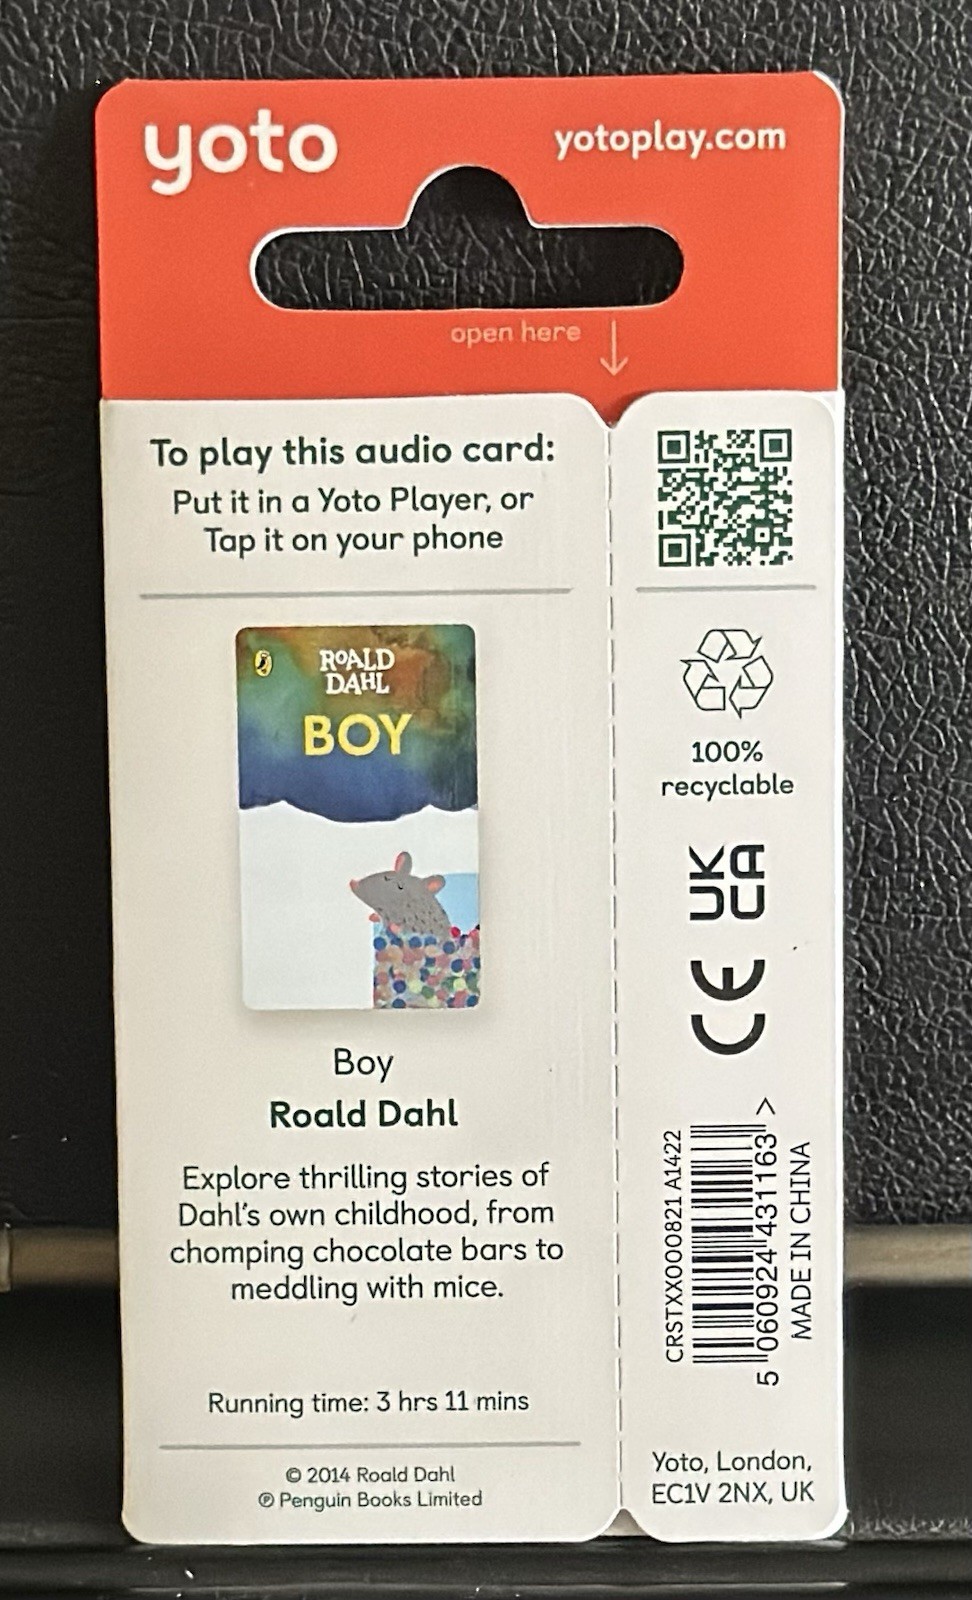 yoto
yotoplay.com
open here
To play this audio card:
Put it in a Yoto Player, or
Tap it on your phone
ROALD
DAHL
BOY
Boy
Roald Dahl
Explore thrilling stories of
Dahl's own childhood, from
chomping chocolate bars to
meddling with mice.
Running time: 3 hrs 11 mins
© 2014 Roald Dahl
℗ Penguin Books Limited
100%
recyclable
UK
CA
CE
CRSTXX000821 A1422
5 060924 431163 >
MADE IN CHINA
Yoto, London,
EC1V 2NX, UK